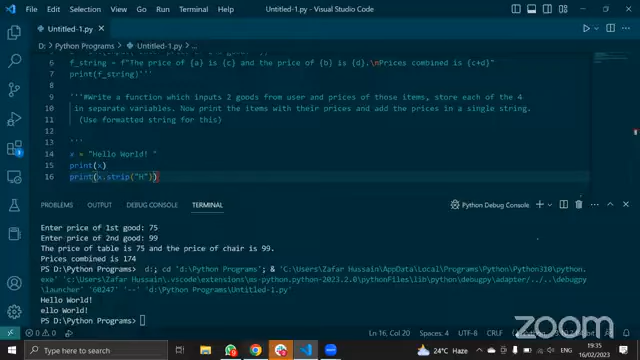 File Edit Selection View Go Run Terminal Help Untitled-1.py - Visual Studio Code
Untitled-1.py
D: > Python Programs > Untitled-1.py > ...
6 f_string = f"The price of {a} is {c} and the price of {b} is {d}.\nPrices combined is {c+d}"
7 print(f_string)'''
8
9 '''#Write a function which inputs 2 goods from user and prices of those items, store each of the 4
10 in separate variables. Now print the items with their prices and add the prices in a single string.
11 (Use formatted string for this)
12
13 '''
14 x = "Hello World! "
15 print(x)
16 print(x.strip("H"))
PROBLEMS OUTPUT DEBUG CONSOLE TERMINAL Python Debug Console
Enter price of 1st good: 75
Enter price of 2nd good: 99
The price of table is 75 and the price of chair is 99.
Prices combined is 174
PS D:\Python Programs> d:; cd 'd:\Python Programs'; & 'C:\Users\Zafar Hussain\AppData\Local\Programs\Python\Python310\python.
exe' 'c:\Users\Zafar Hussain\.vscode\extensions\ms-python.python-2023.2.0\pythonFiles\lib\python\debugpy\adapter/../..\debugpy
\launcher' '60247' '--' 'd:\Python Programs\Untitled-1.py'
Hello World!
ello World!
PS D:\Python Programs>
0 0 Ln 16, Col 20 Spaces: 4 UTF-8 CRLF
zoom
Type here to search 24°C Haze ENG 19:35
16/02/2023